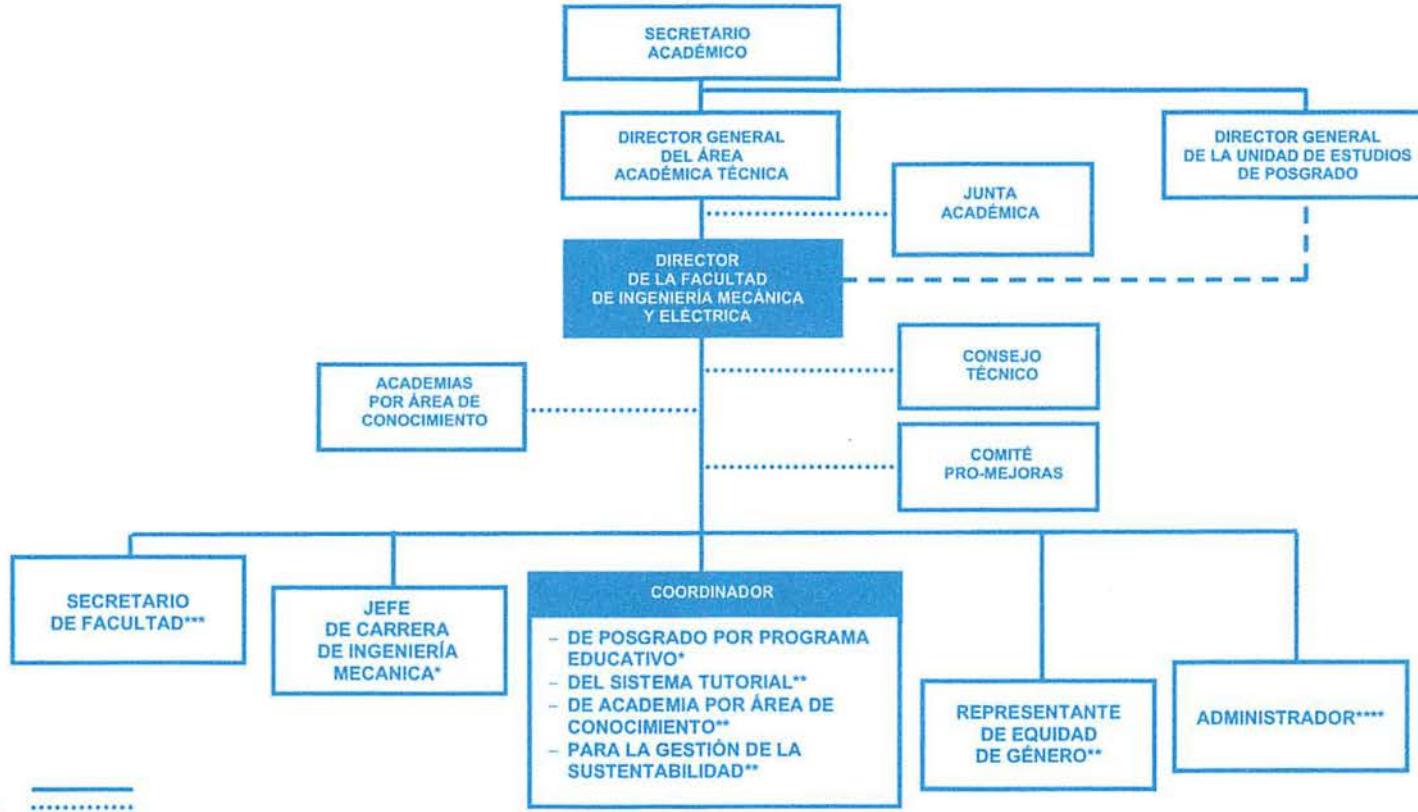 SECRETARIO
ACADÉMICO
DIRECTOR GENERAL
DEL ÁREA
ACADÉMICA TÉCNICA
DIRECTOR GENERAL
DE LA UNIDAD DE ESTUDIOS
DE POSGRADO
JUNTA
ACADÉMICA
DIRECTOR
DE LA FACULTAD
DE INGENIERÍA MECÁNICA
Y ELÉCTRICA
CONSEJO
TÉCNICO
ACADEMIAS
POR ÁREA DE
CONOCIMIENTO
COMITÉ
PRO-MEJORAS
SECRETARIO
DE FACULTAD***
JEFE
DE CARRERA
DE INGENIERÍA
MECANICA*
COORDINADOR
– DE POSGRADO POR PROGRAMA
EDUCATIVO*
– DEL SISTEMA TUTORIAL**
– DE ACADEMIA POR ÁREA DE
CONOCIMIENTO**
– PARA LA GESTIÓN DE LA
SUSTENTABILIDAD**
REPRESENTANTE
DE EQUIDAD
DE GÉNERO**
ADMINISTRADOR****